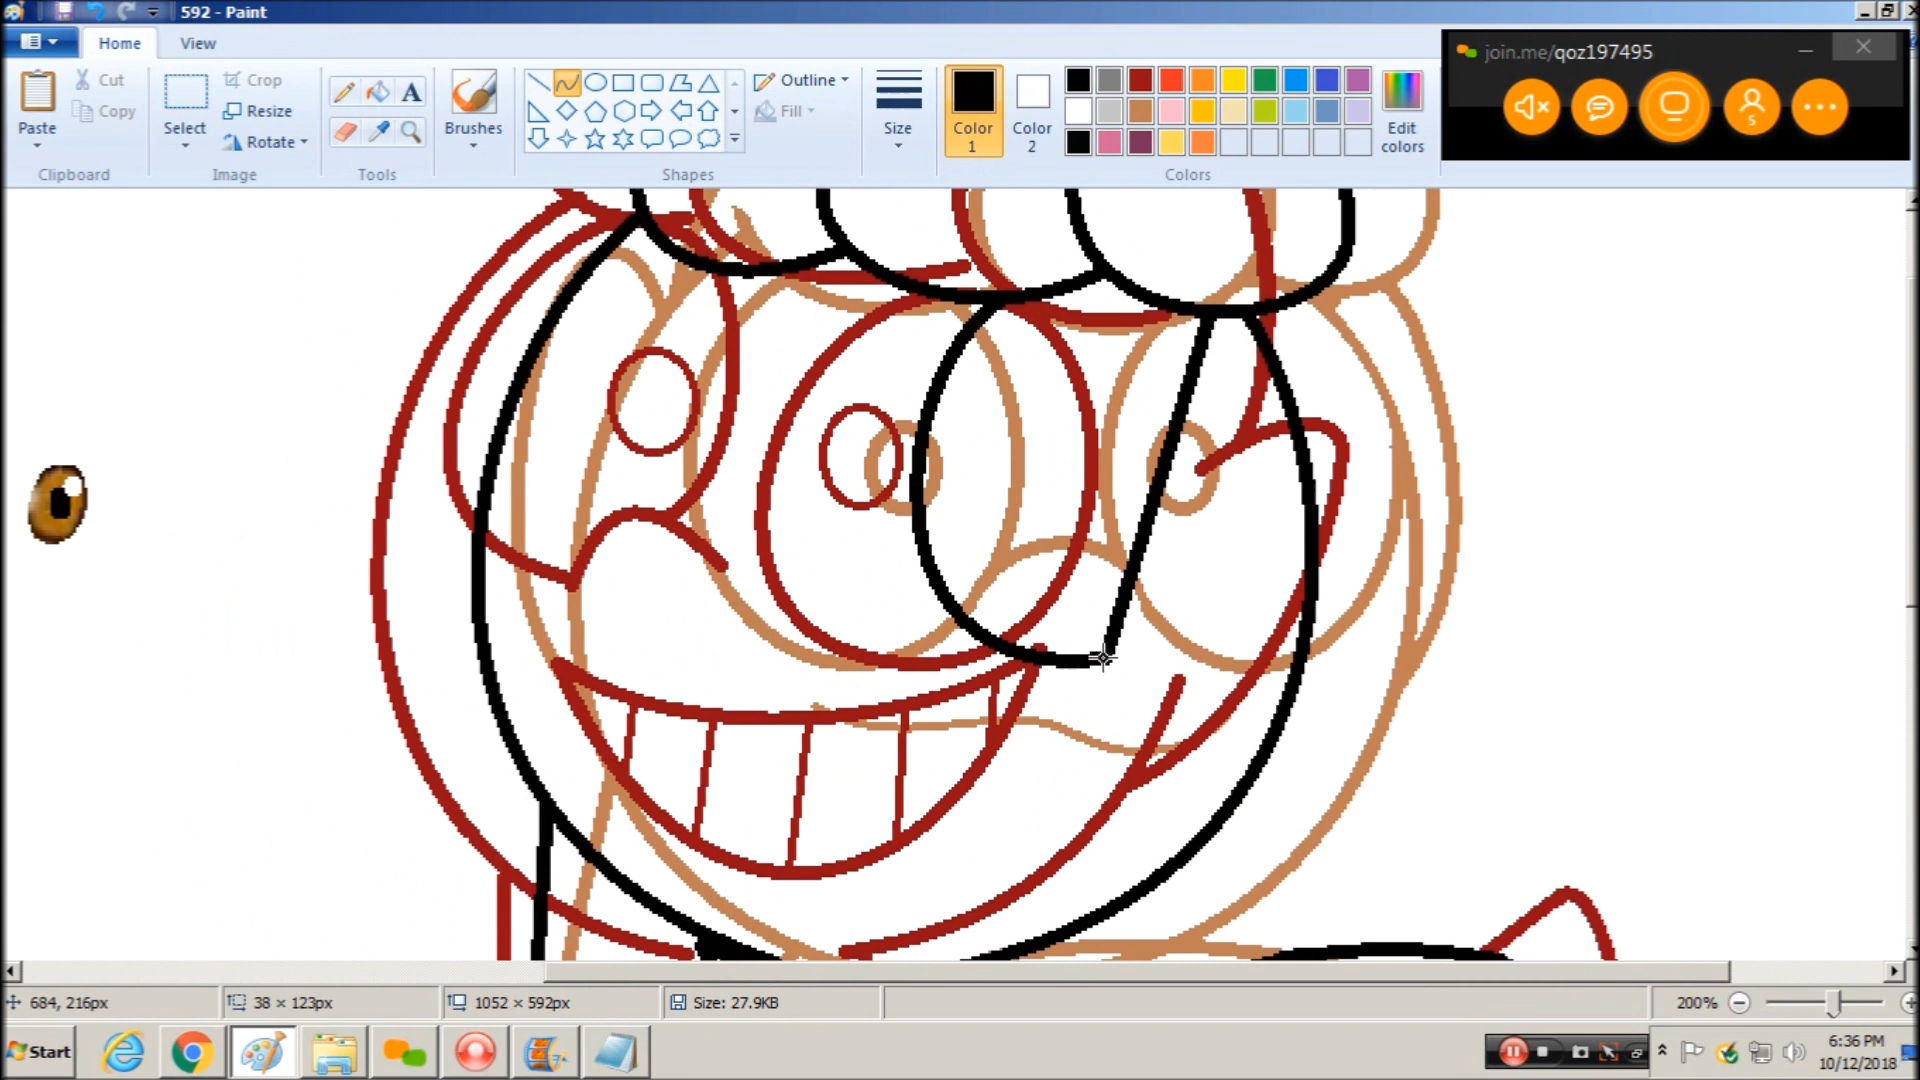 592 - Paint
Home
View
join.me/qoz197495
5
Paste
Cut
Copy
Clipboard
Select
Crop
Resize
Rotate
Image
A
Tools
Brushes
Outline
Fill
Shapes
Size
Color
1
Color
2
Edit
colors
Colors
684, 216px
38 × 123px
1052 × 592px
Size: 27.9KB
200%
Start
6:36 PM
10/12/2018